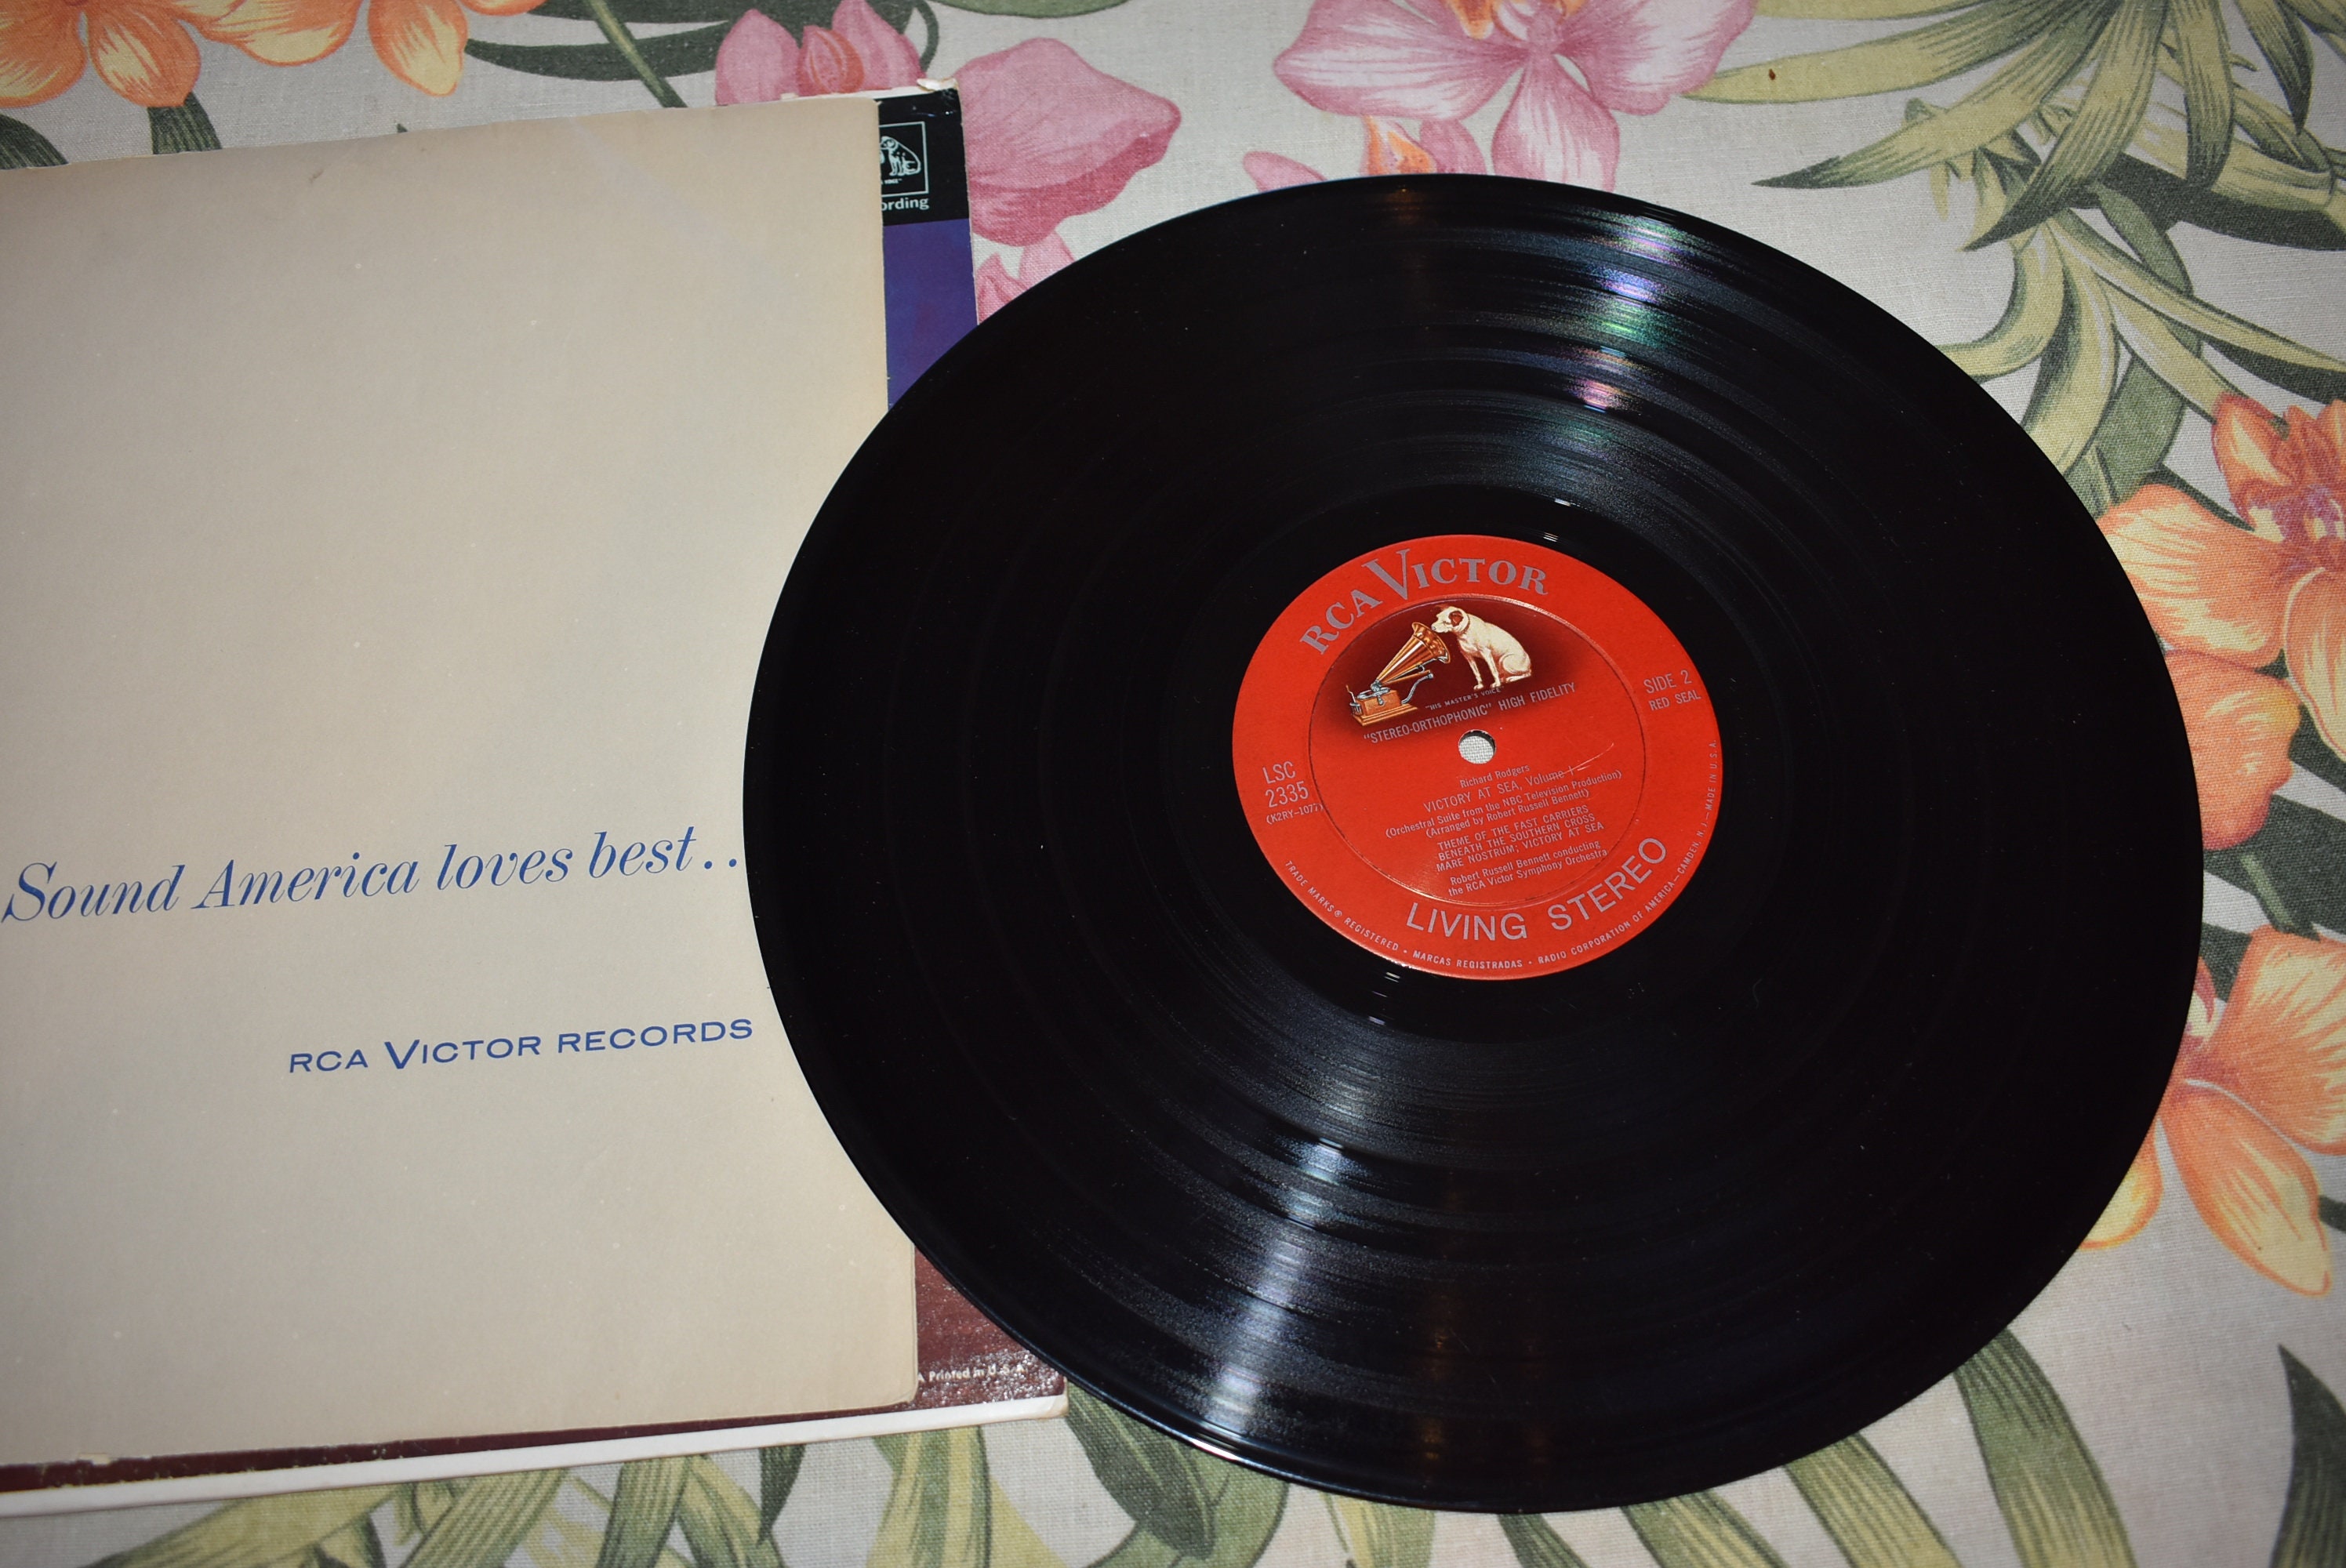 ording
Sound America loves best..
RCA VICTOR RECORDS
Printed in U.S.A.
RCA VICTOR
"HIS MASTER'S VOICE"
"STEREO-ORTHOPHONIC" HIGH FIDELITY
SIDE 2
RED SEAL
LSC
2335
(K2RY-1077)
Richard Rodgers
VICTORY AT SEA, Volume I
(Orchestral Suite from the NBC Television Production)
(Arranged by Robert Russell Bennett)
THEME OF THE FAST CARRIERS
BENEATH THE SOUTHERN CROSS
MARE NOSTRUM; VICTORY AT SEA
Robert Russell Bennett conducting
the RCA Victor Symphony Orchestra
LIVING STEREO
TRADE MARKS ® REGISTERED • MARCAS REGISTRADAS • RADIO CORPORATION OF AMERICA—CAMDEN, N.J.—MADE IN U.S.A.